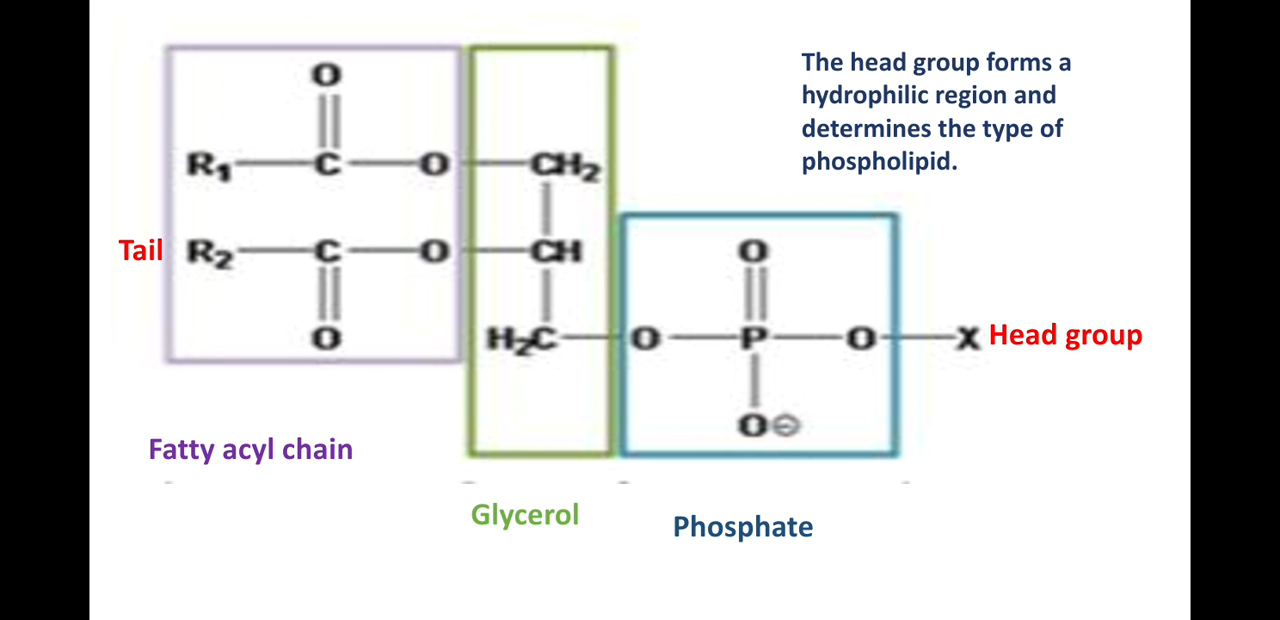 The head group forms a
hydrophilic region and
determines the type of
phospholipid.
O
R₁ C O CH₂
Tail R₂ C O CH O
O H₂C O P O X Head group
O⊖
Fatty acyl chain
Glycerol
Phosphate